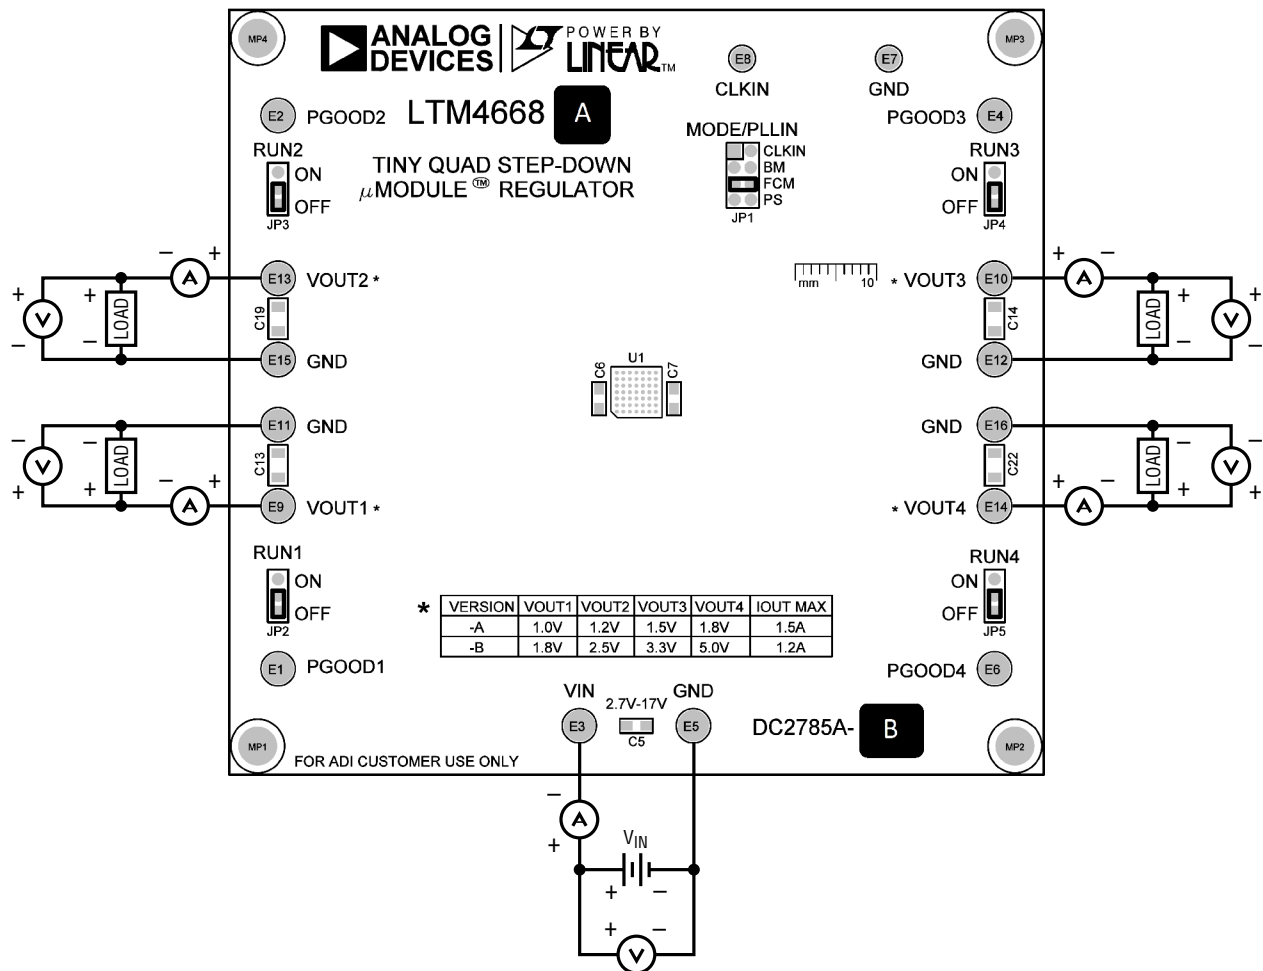 MP4
ANALOG DEVICES
POWER BY LINEAR TM
E8
CLKIN
E7
GND
MP3
E2 PGOOD2
LTM4668 A
PGOOD3 E4
TINY QUAD STEP-DOWN
µMODULE™ REGULATOR
MODE/PLLIN
CLKIN
BM
FCM
PS
JP1
RUN2
ON
OFF
JP3
RUN3
ON
OFF
JP4
− A +
E13 VOUT2 *
+ V −
+ LOAD −
C19
E15 GND
mm 10
* VOUT3 E10
+ A −
C14
+ LOAD −
+ V −
GND E12
U1
C6
C7
E11 GND
− V +
− LOAD +
C13
− A +
E9 VOUT1 *
GND E16
C22
− LOAD +
− V +
* VOUT4 E14
+ A −
RUN1
ON
OFF
JP2
RUN4
ON
OFF
JP5
* VERSION VOUT1 VOUT2 VOUT3 VOUT4 IOUT MAX
-A 1.0V 1.2V 1.5V 1.8V 1.5A
-B 1.8V 2.5V 3.3V 5.0V 1.2A
E1 PGOOD1
PGOOD4 E6
VIN
2.7V-17V
GND
E3
C5
E5
DC2785A- B
MP1
FOR ADI CUSTOMER USE ONLY
MP2
− A +
VIN
+ −
+ V −